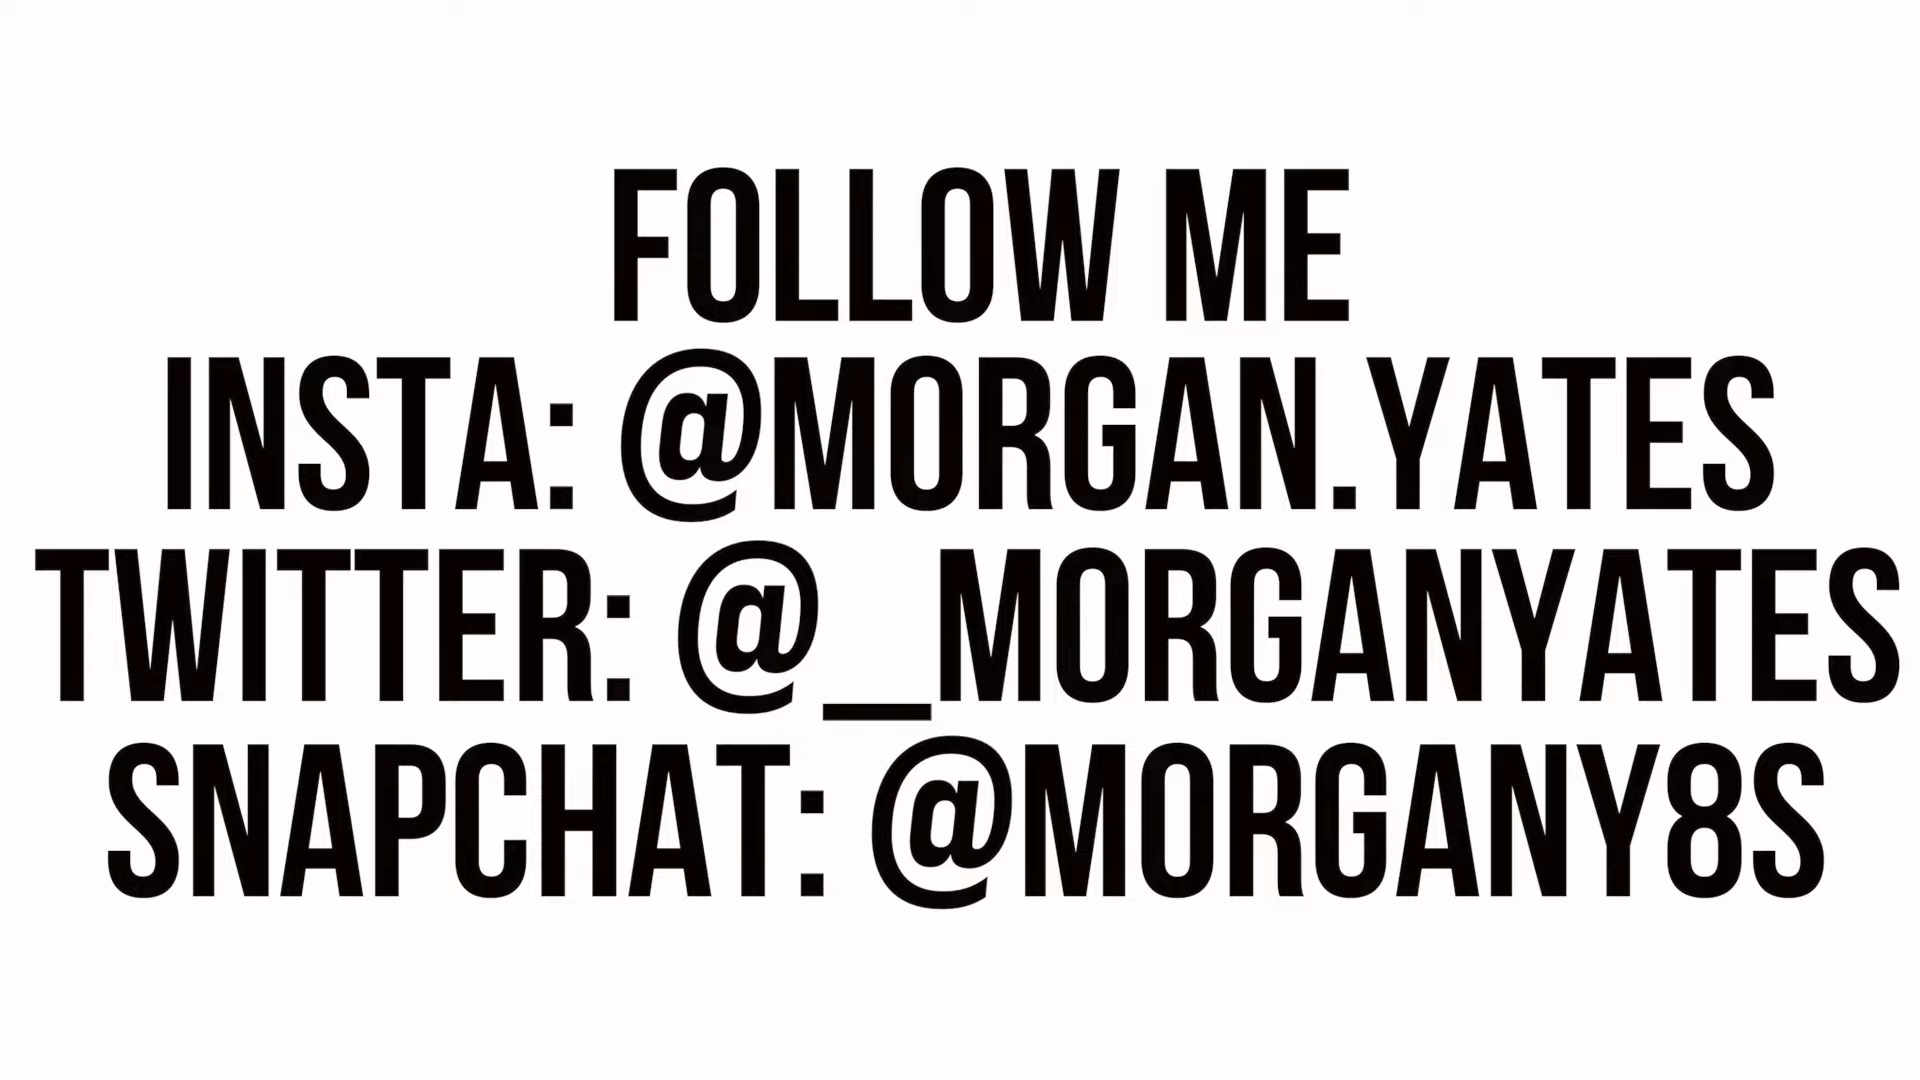 FOLLOW ME
INSTA: @MORGAN.YATES
TWITTER: @_MORGANYATES
SNAPCHAT: @MORGANY8S